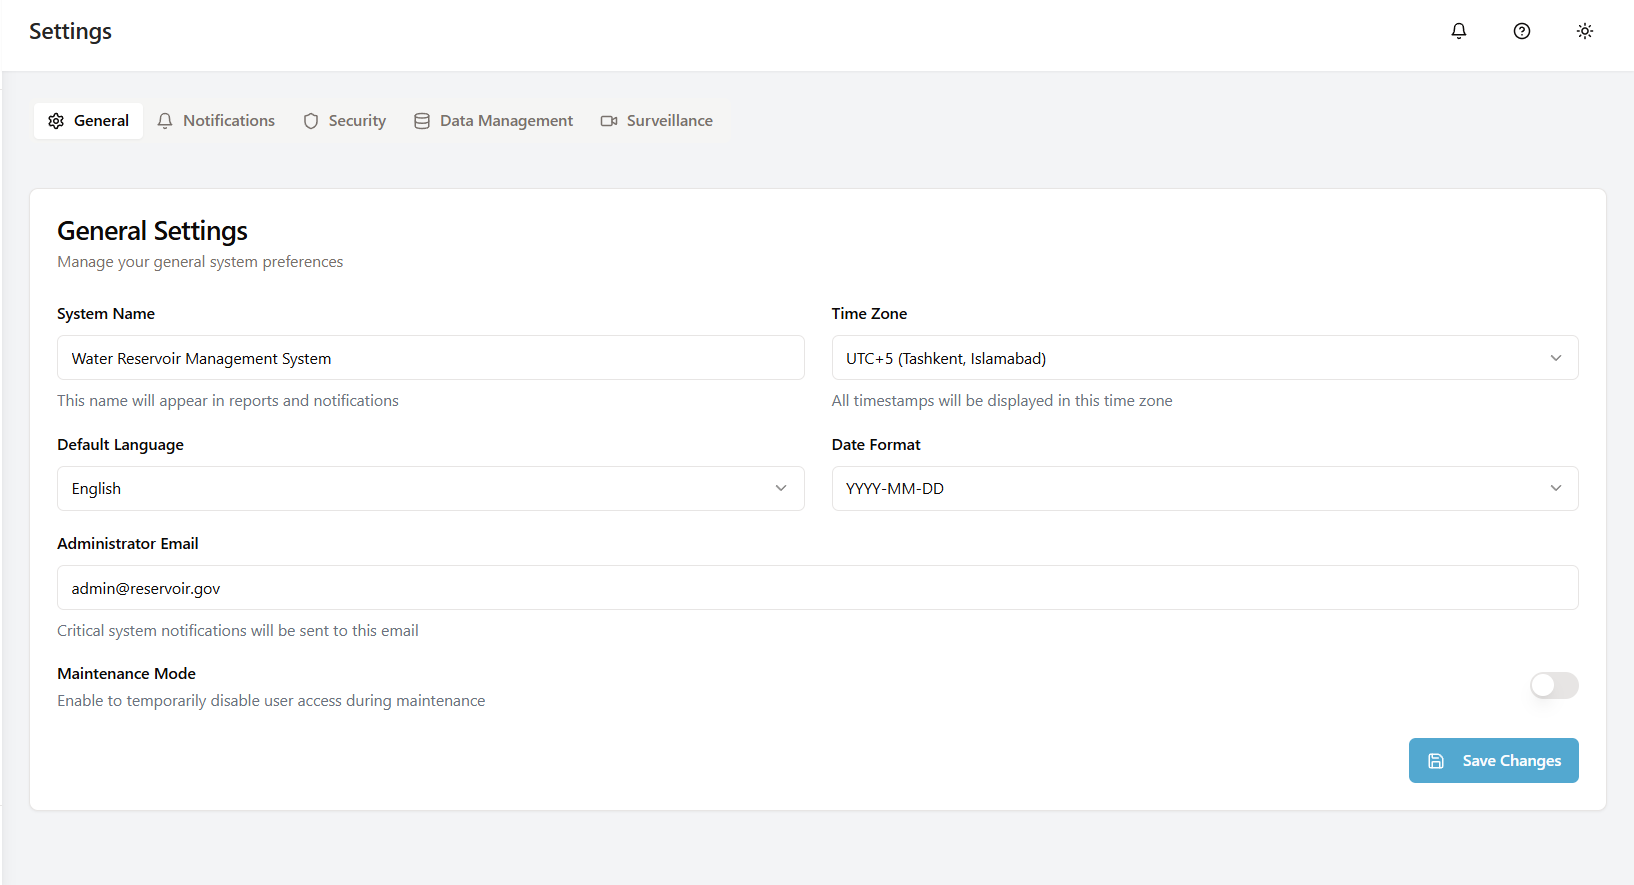 Settings
General
Notifications
Security
Data Management
Surveillance
General Settings
Manage your general system preferences
System Name
Time Zone
Water Reservoir Management System
UTC+5 (Tashkent, Islamabad)
This name will appear in reports and notifications
All timestamps will be displayed in this time zone
Default Language
Date Format
English
YYYY-MM-DD
Administrator Email
admin@reservoir.gov
Critical system notifications will be sent to this email
Maintenance Mode
Enable to temporarily disable user access during maintenance
Save Changes